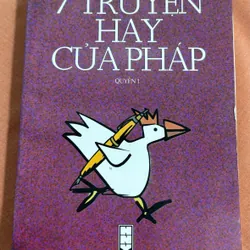 7 TRUYỆN
HAY
CỦA PHÁP
QUYỂN 1